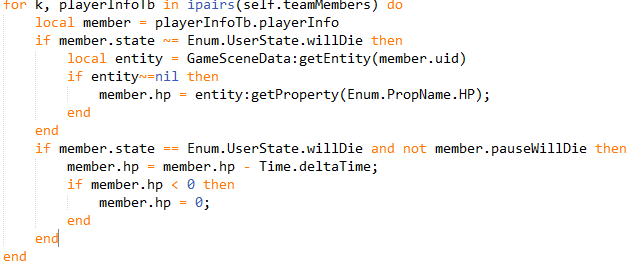 for k, playerInfoTb in ipairs(self.teamMembers) do
    local member = playerInfoTb.playerInfo
    if member.state ~= Enum.UserState.willDie then
        local entity = GameSceneData:getEntity(member.uid)
        if entity~=nil then
            member.hp = entity:getProperty(Enum.PropName.HP);
        end
    end
    if member.state == Enum.UserState.willDie and not member.pauseWillDie then
        member.hp = member.hp - Time.deltaTime;
        if member.hp < 0 then
            member.hp = 0;
        end
    end
end